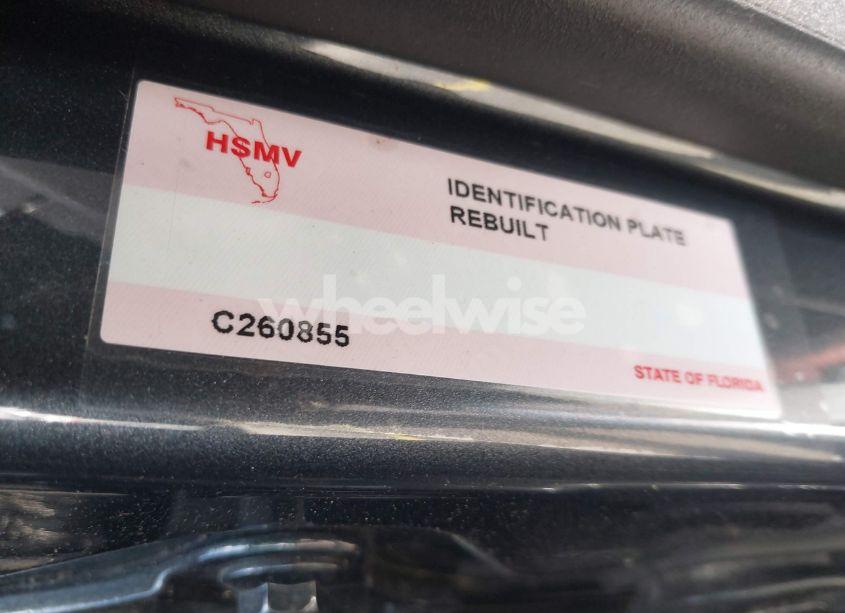 HSMV
IDENTIFICATION PLATE
REBUILT
wheelwise
C260855
STATE OF FLORIDA